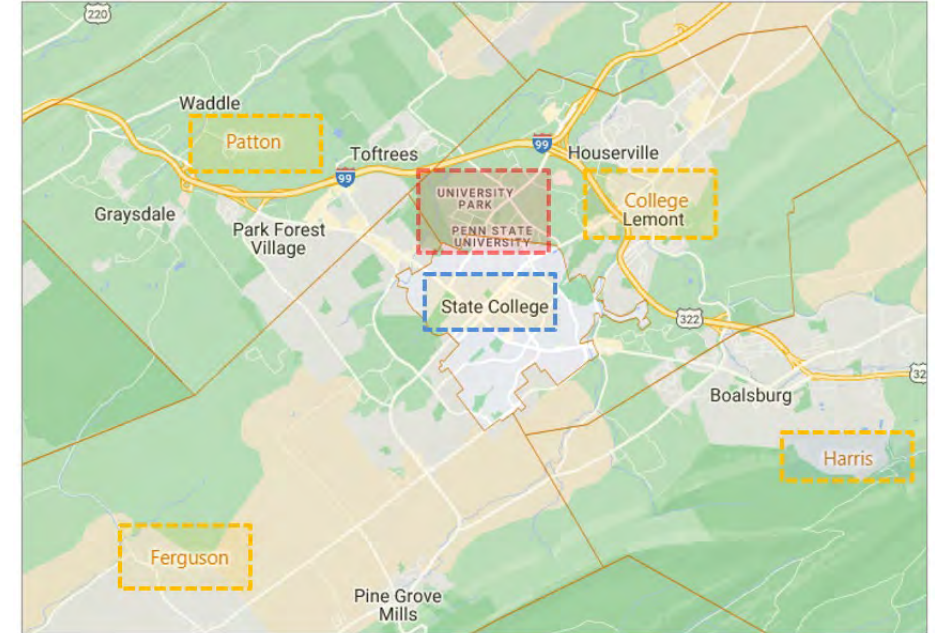 220
Waddle
Patton
Toftrees
99
Houserville
99
UNIVERSITY
PARK
College
Lemont
Graysdale
Park Forest
Village
PENN STATE
UNIVERSITY
State College
322
32
Boalsburg
Harris
Ferguson
Pine Grove
Mills